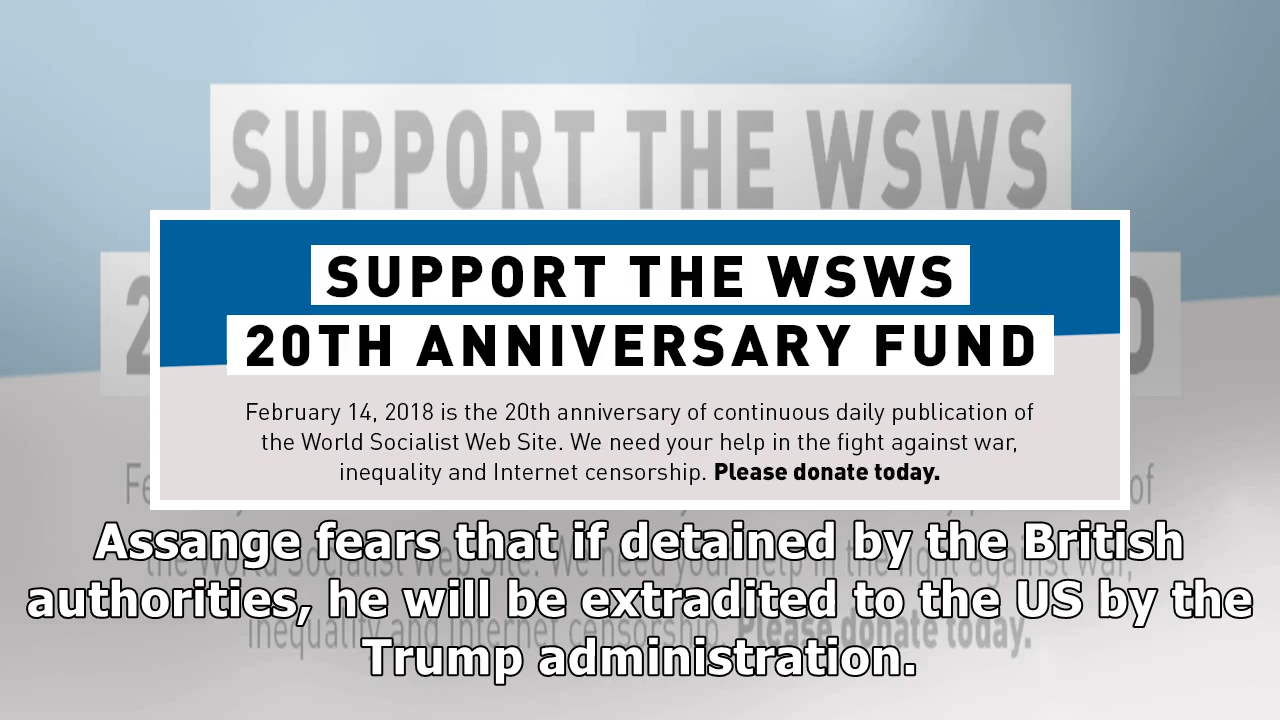 SUPPORT THE WSWS
SUPPORT THE WSWS
20TH ANNIVERSARY FUND
February 14, 2018 is the 20th anniversary of continuous daily publication of
the World Socialist Web Site. We need your help in the fight against war,
inequality and Internet censorship. Please donate today.
Assange fears that if detained by the British
authorities, he will be extradited to the US by the
Trump administration.